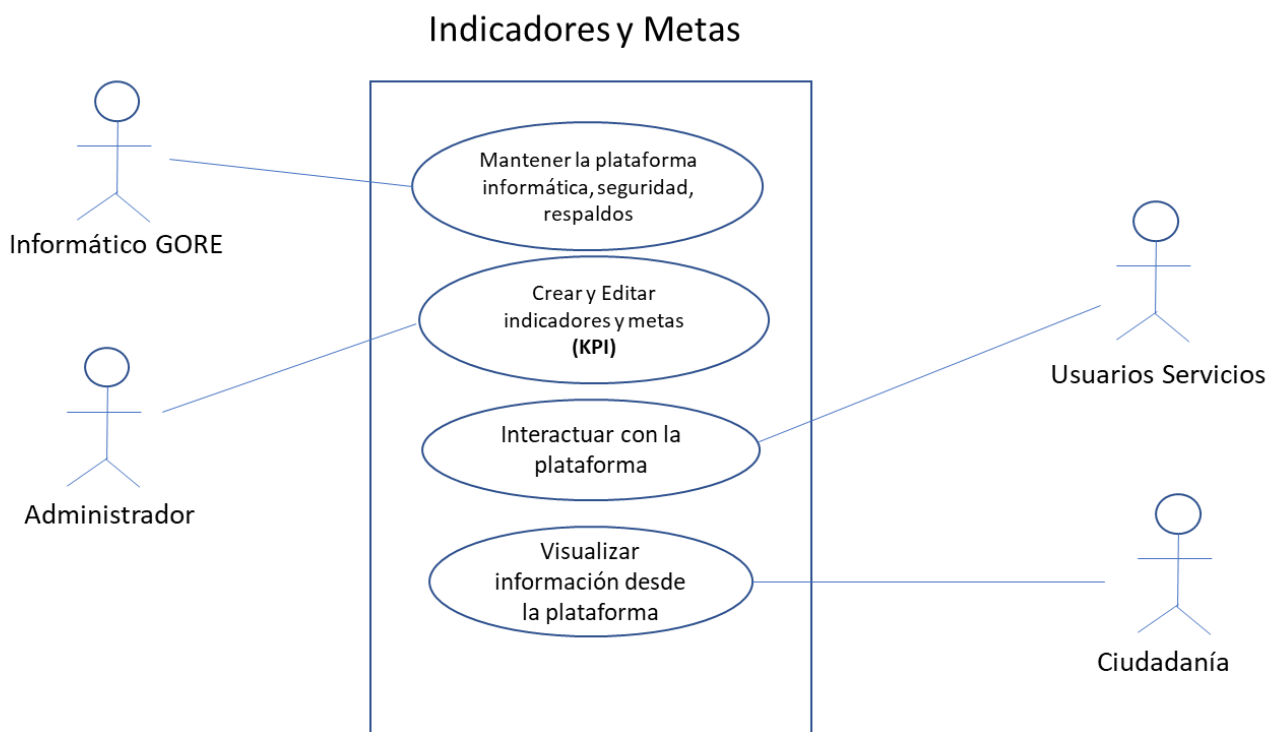 Indicadores y Metas
Mantener la plataforma
informática, seguridad,
respaldos
Informático GORE
Crear y Editar
indicadores y metas
(KPI)
Usuarios Servicios
Interactuar con la
plataforma
Administrador
Visualizar
información desde
la plataforma
Ciudadanía